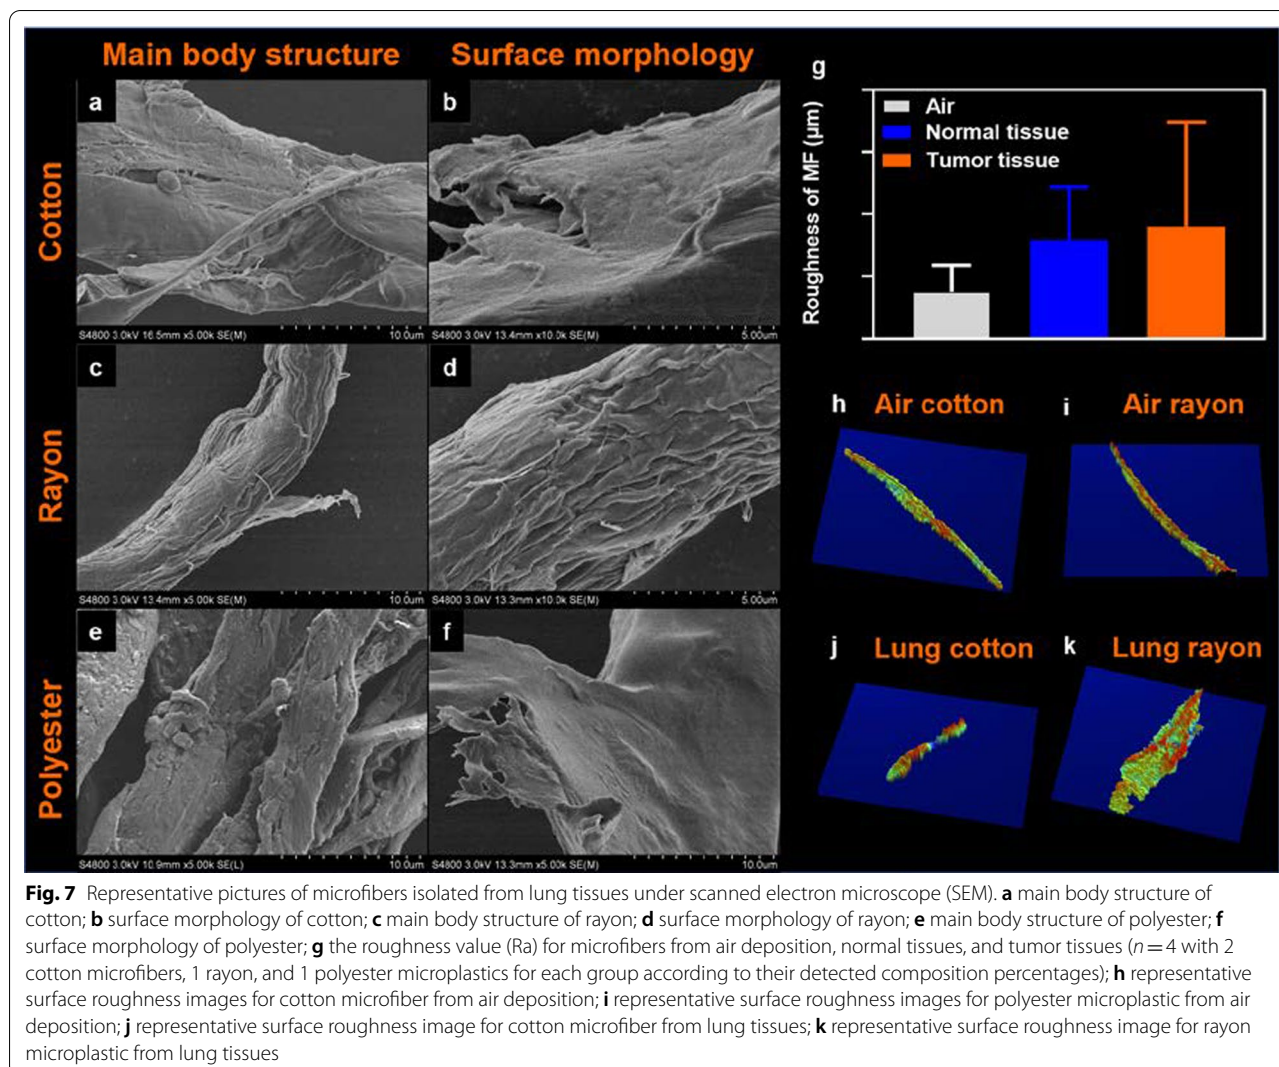 Main body structure
Surface morphology
Cotton
Rayon
Polyester
a
S4800 3.0kV 16.5mm x5.00k SE(M) 10.0um
b
S4800 3.0kV 13.4mm x10.0k SE(M) 5.00um
c
S4800 3.0kV 13.4mm x5.00k SE(M) 10.0um
d
S4800 3.0kV 13.3mm x10.0k SE(M) 5.00um
e
S4800 3.0kV 10.9mm x5.00k SE(L) 10.0um
f
S4800 3.0kV 13.3mm x5.00k SE(M) 10.0um
g
Roughness of MF (μm)
Air
Normal tissue
Tumor tissue
h Air cotton
i Air rayon
j Lung cotton
k Lung rayon
Fig. 7 Representative pictures of microfibers isolated from lung tissues under scanned electron microscope (SEM). a main body structure of
cotton; b surface morphology of cotton; c main body structure of rayon; d surface morphology of rayon; e main body structure of polyester; f
surface morphology of polyester; g the roughness value (Ra) for microfibers from air deposition, normal tissues, and tumor tissues (n = 4 with 2
cotton microfibers, 1 rayon, and 1 polyester microplastics for each group according to their detected composition percentages); h representative
surface roughness images for cotton microfiber from air deposition; i representative surface roughness images for polyester microplastic from air
deposition; j representative surface roughness image for cotton microfiber from lung tissues; k representative surface roughness image for rayon
microplastic from lung tissues